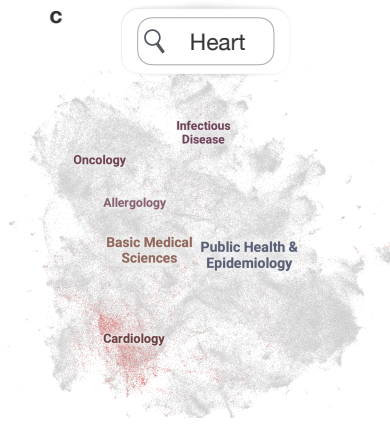 c
Heart
Infectious
Disease
Oncology
Allergology
Basic Medical
Sciences
Public Health &
Epidemiology
Cardiology